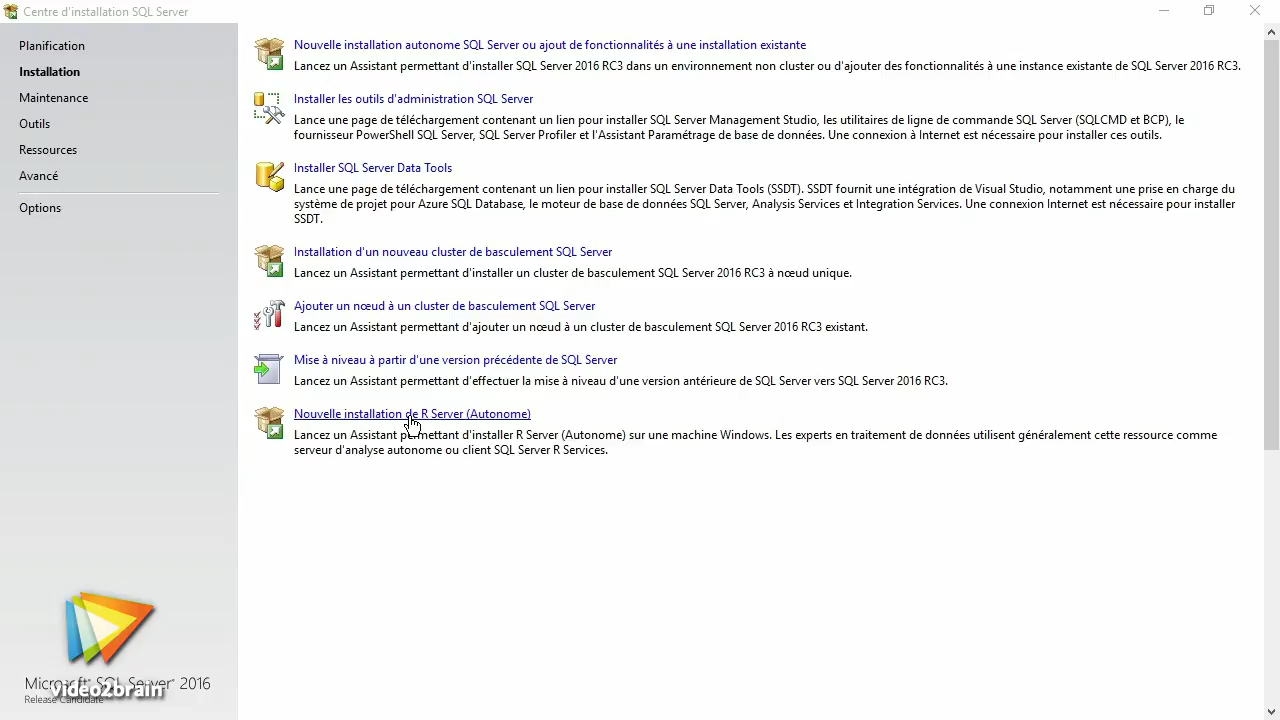 Centre d'installation SQL Server
Planification
Installation
Maintenance
Outils
Ressources
Avancé
Options
Nouvelle installation autonome SQL Server ou ajout de fonctionnalités à une installation existante
Lancez un Assistant permettant d'installer SQL Server 2016 RC3 dans un environnement non cluster ou d'ajouter des fonctionnalités à une instance existante de SQL Server 2016 RC3.
Installer les outils d'administration SQL Server
Lance une page de téléchargement contenant un lien pour installer SQL Server Management Studio, les utilitaires de ligne de commande SQL Server (SQLCMD et BCP), le
fournisseur PowerShell SQL Server, SQL Server Profiler et l'Assistant Paramétrage de base de données. Une connexion à Internet est nécessaire pour installer ces outils.
Installer SQL Server Data Tools
Lance une page de téléchargement contenant un lien pour installer SQL Server Data Tools (SSDT). SSDT fournit une intégration de Visual Studio, notamment une prise en charge du
système de projet pour Azure SQL Database, le moteur de base de données SQL Server, Analysis Services et Integration Services. Une connexion Internet est nécessaire pour installer
SSDT.
Installation d'un nouveau cluster de basculement SQL Server
Lancez un Assistant permettant d'installer un cluster de basculement SQL Server 2016 RC3 à nœud unique.
Ajouter un nœud à un cluster de basculement SQL Server
Lancez un Assistant permettant d'ajouter un nœud à un cluster de basculement SQL Server 2016 RC3 existant.
Mise à niveau à partir d'une version précédente de SQL Server
Lancez un Assistant permettant d'effectuer la mise à niveau d'une version antérieure de SQL Server vers SQL Server 2016 RC3.
Nouvelle installation de R Server (Autonome)
Lancez un Assistant permettant d'installer R Server (Autonome) sur une machine Windows. Les experts en traitement de données utilisent généralement cette ressource comme
serveur d'analyse autonome ou client SQL Server R Services.
Microsoft SQL Server 2016
video2brain
Release Candidate